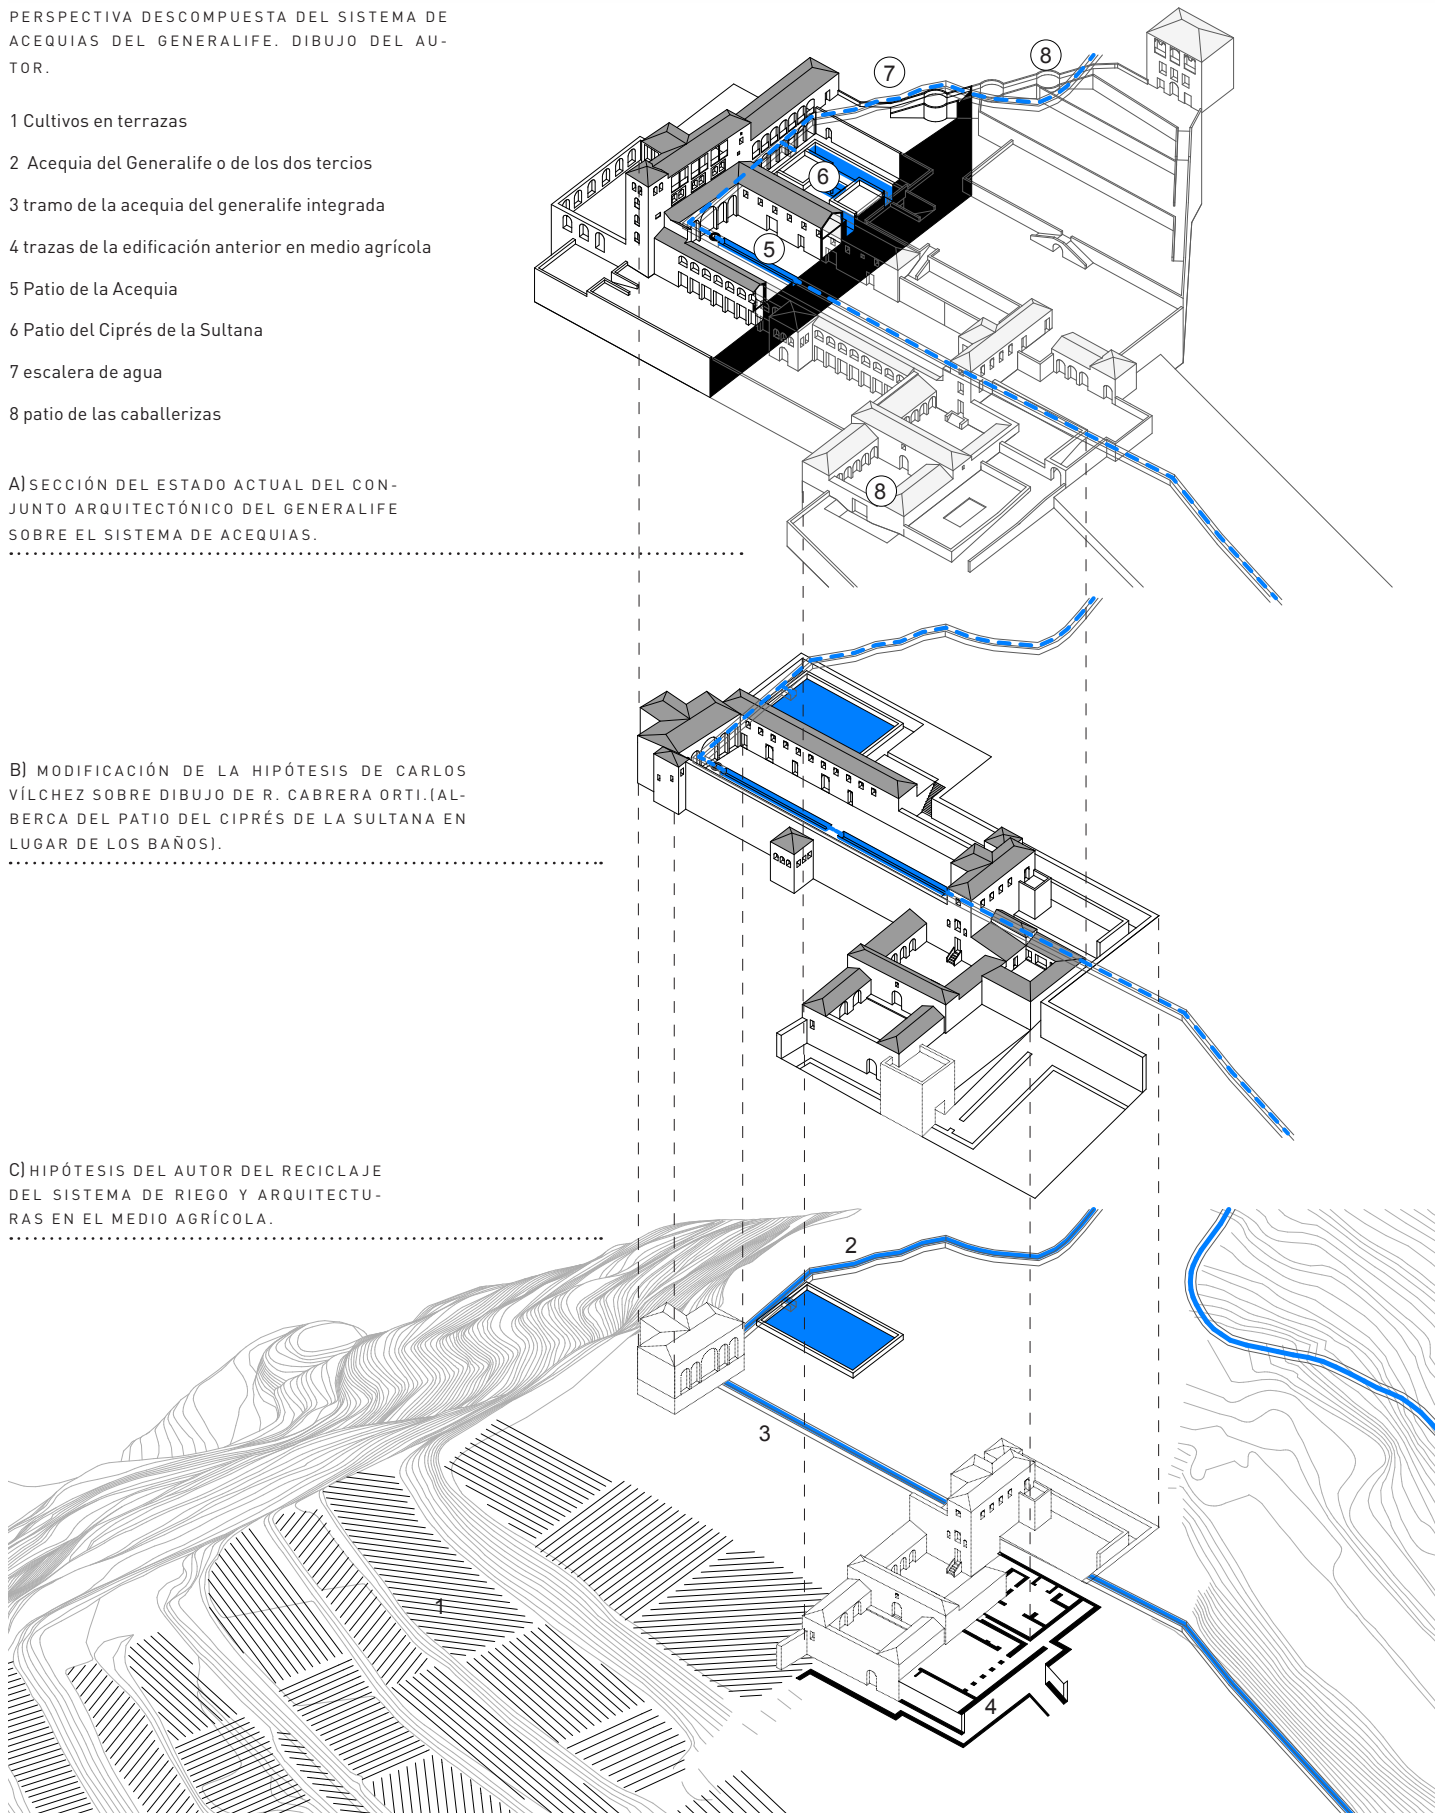 PERSPECTIVA DESCOMPUESTA DEL SISTEMA DE
ACEQUIAS DEL GENERALIFE. DIBUJO DEL AU-
TOR.
1 Cultivos en terrazas
2 Acequia del Generalife o de los dos tercios
3 tramo de la acequia del generalife integrada
4 trazas de la edificación anterior en medio agrícola
5 Patio de la Acequia
6 Patio del Ciprés de la Sultana
7 escalera de agua
8 patio de las caballerizas
A) SECCIÓN DEL ESTADO ACTUAL DEL CON-
JUNTO ARQUITECTÓNICO DEL GENERALIFE
SOBRE EL SISTEMA DE ACEQUIAS.
7
8
6
5
8
B) MODIFICACIÓN DE LA HIPÓTESIS DE CARLOS
VÍLCHEZ SOBRE DIBUJO DE R. CABRERA ORTI.(AL-
BERCA DEL PATIO DEL CIPRÉS DE LA SULTANA EN
LUGAR DE LOS BAÑOS).
C) HIPÓTESIS DEL AUTOR DEL RECICLAJE
DEL SISTEMA DE RIEGO Y ARQUITECTU-
RAS EN EL MEDIO AGRÍCOLA.
2
3
1
4